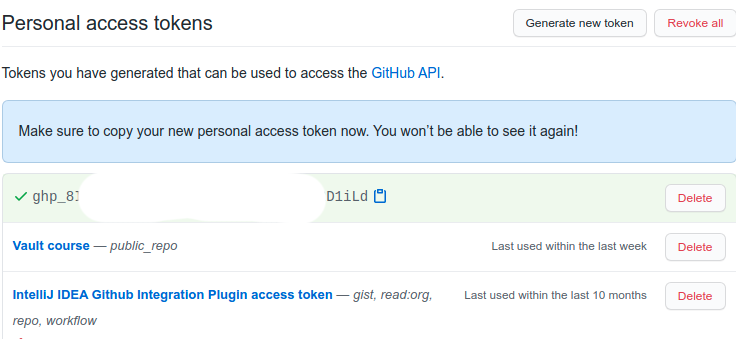 Personal access tokens
Generate new token
Revoke all
Tokens you have generated that can be used to access the GitHub API.
Make sure to copy your new personal access token now. You won't be able to see it again!
ghp_8 D1iLd
Delete
Vault course — public_repo
Last used within the last week
Delete
IntelliJ IDEA Github Integration Plugin access token — gist, read:org,
Last used within the last 10 months
Delete
repo, workflow